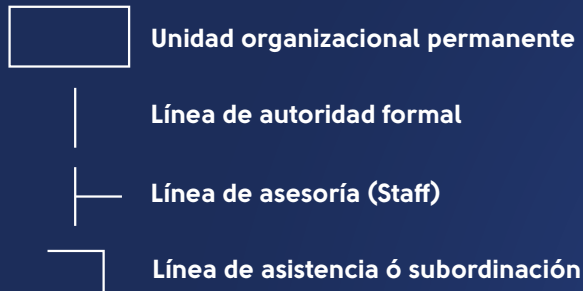 Unidad organizacional permanente
Línea de autoridad formal
Línea de asesoría (Staff)
Línea de asistencia ó subordinación